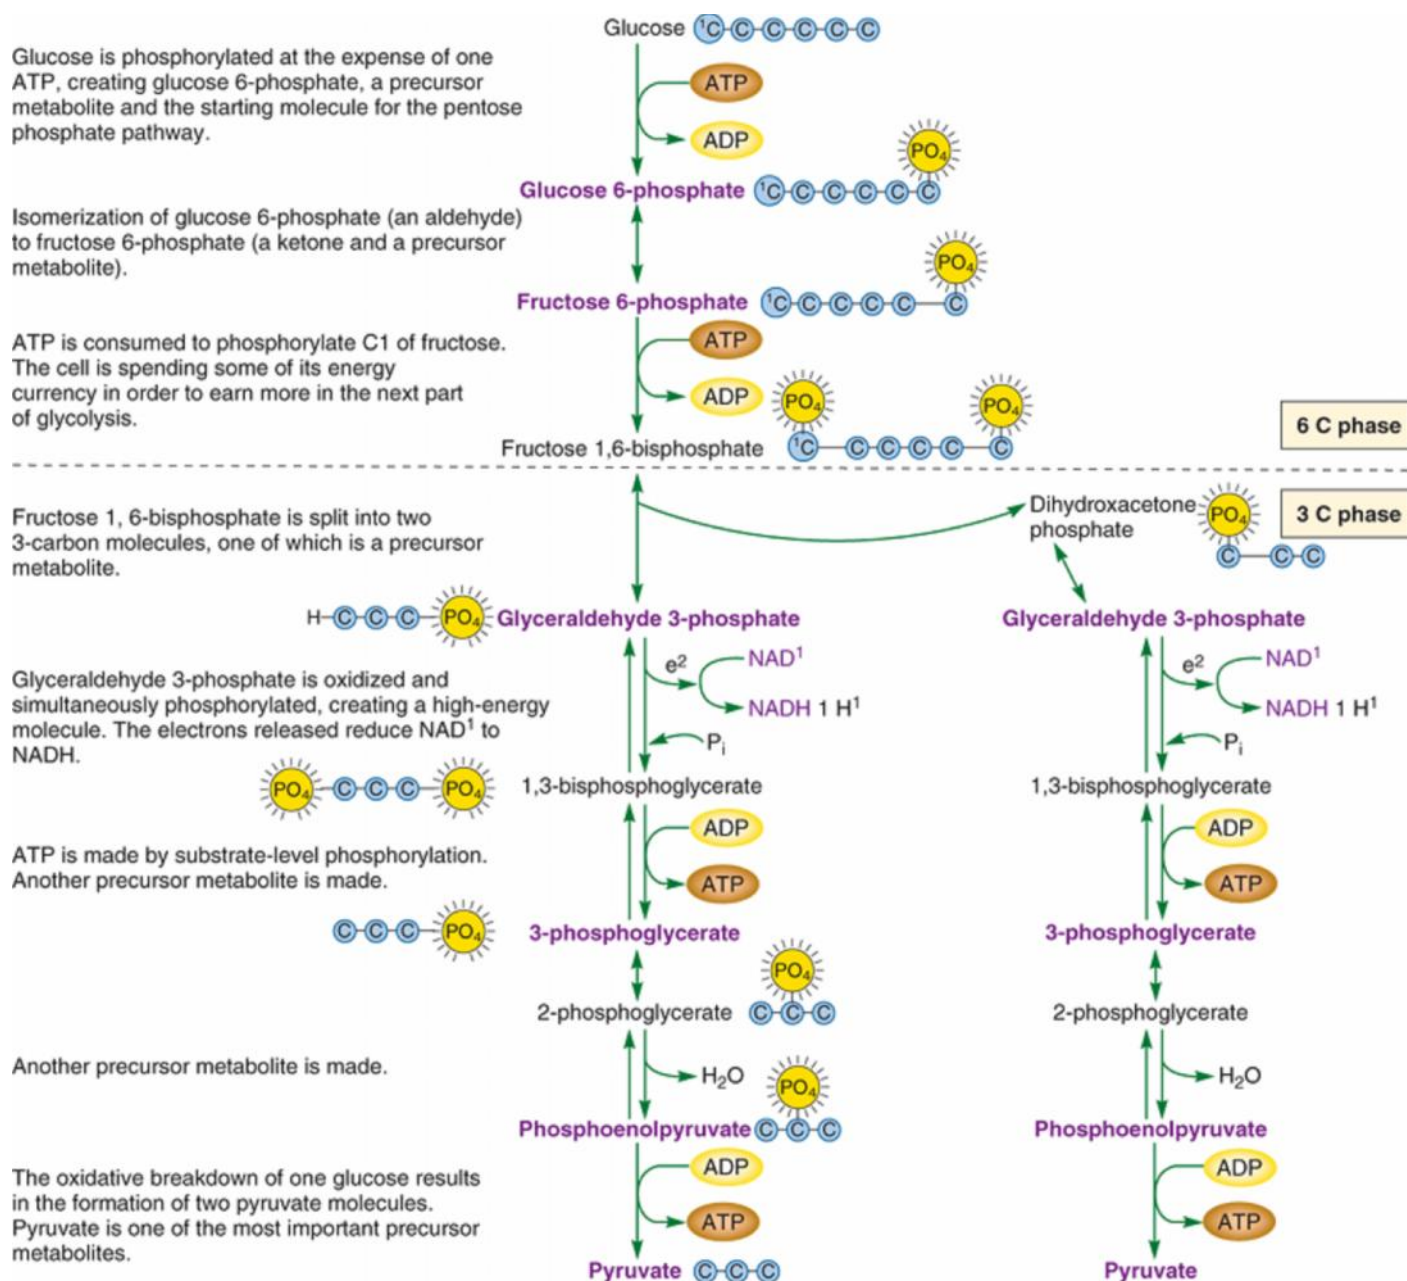 Glucose ¹C C C C C C
Glucose is phosphorylated at the expense of one
ATP, creating glucose 6-phosphate, a precursor
metabolite and the starting molecule for the pentose
phosphate pathway.
ATP
ADP
PO₄
Glucose 6-phosphate ¹C C C C C C
Isomerization of glucose 6-phosphate (an aldehyde)
to fructose 6-phosphate (a ketone and a precursor
metabolite).
PO₄
Fructose 6-phosphate ¹C C C C C C
ATP is consumed to phosphorylate C1 of fructose.
The cell is spending some of its energy
currency in order to earn more in the next part
of glycolysis.
ATP
ADP
PO₄ PO₄
6 C phase
Fructose 1,6-bisphosphate ¹C C C C C C
Fructose 1, 6-bisphosphate is split into two
3-carbon molecules, one of which is a precursor
metabolite.
Dihydroxacetone
phosphate
PO₄
C C C
3 C phase
H C C C PO₄ Glyceraldehyde 3-phosphate
Glyceraldehyde 3-phosphate
Glyceraldehyde 3-phosphate is oxidized and
simultaneously phosphorylated, creating a high-energy
molecule. The electrons released reduce NAD¹ to
NADH.
e² NAD¹
NADH 1 H¹
Pᵢ
e² NAD¹
NADH 1 H¹
Pᵢ
PO₄ C C C PO₄ 1,3-bisphosphoglycerate
1,3-bisphosphoglycerate
ATP is made by substrate-level phosphorylation.
Another precursor metabolite is made.
ADP
ATP
ADP
ATP
C C C PO₄ 3-phosphoglycerate
3-phosphoglycerate
PO₄
2-phosphoglycerate C C C
2-phosphoglycerate
Another precursor metabolite is made.
H₂O
PO₄
H₂O
Phosphoenolpyruvate C C C
Phosphoenolpyruvate
The oxidative breakdown of one glucose results
in the formation of two pyruvate molecules.
Pyruvate is one of the most important precursor
metabolites.
ADP
ATP
ADP
ATP
Pyruvate C C C
Pyruvate